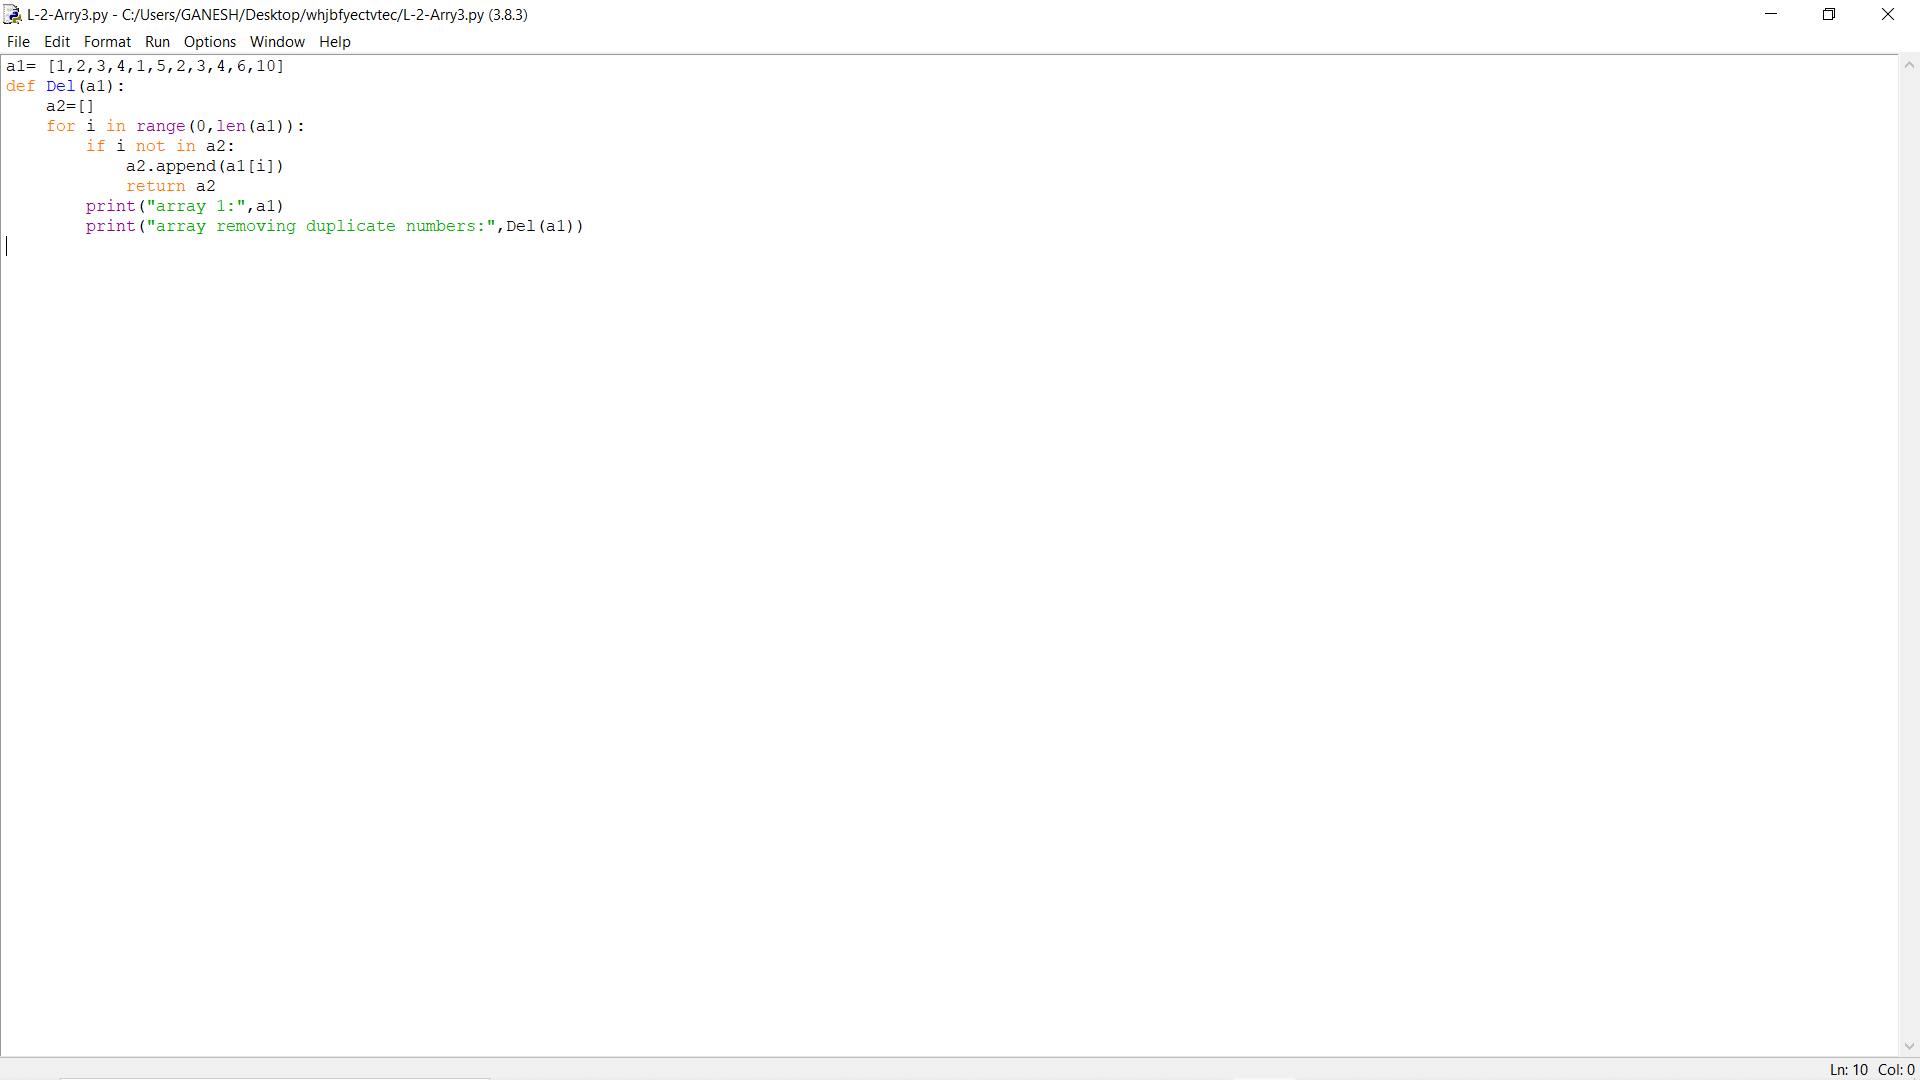 L-2-Arry3.py - C:/Users/GANESH/Desktop/whjbfyectvtec/L-2-Arry3.py (3.8.3)
File Edit Format Run Options Window Help
a1= [1,2,3,4,1,5,2,3,4,6,10]
def Del(a1):
    a2=[]
    for i in range(0,len(a1)):
        if i not in a2:
            a2.append(a1[i])
            return a2
        print("array 1:",a1)
        print("array removing duplicate numbers:",Del(a1))
Ln: 10 Col: 0